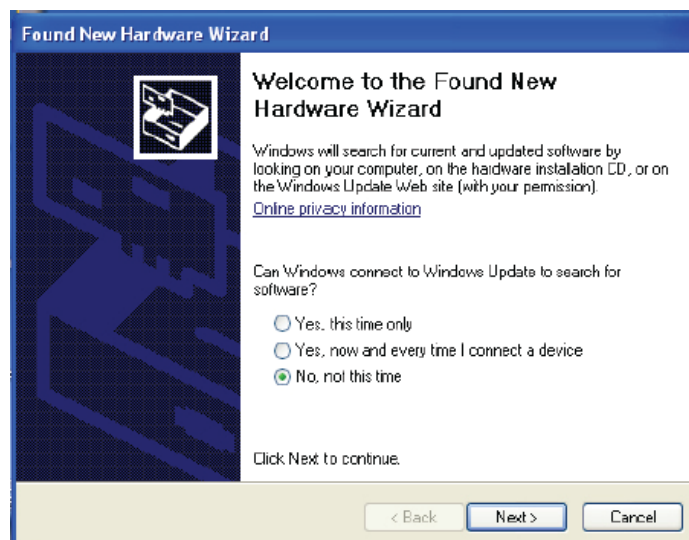 Found New Hardware Wizard
Welcome to the Found New
Hardware Wizard
Windows will search for current and updated software by
looking on your computer, on the hardware installation CD, or on
the Windows Update Web site (with your permission).
Online privacy information
Can Windows connect to Windows Update to search for
software?
Yes, this time only
Yes, now and every time I connect a device
No, not this time
Click Next to continue.
< Back
Next >
Cancel